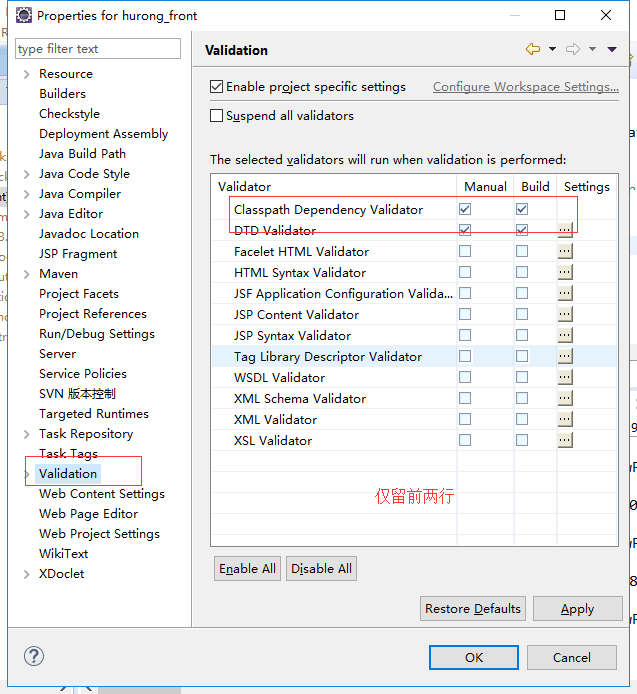 Properties for hurong_front
type filter text
Resource
Builders
Checkstyle
Deployment Assembly
Java Build Path
Java Code Style
Java Compiler
Java Editor
Javadoc Location
JSP Fragment
Maven
Project Facets
Project References
Run/Debug Settings
Server
Service Policies
SVN 版本控制
Targeted Runtimes
Task Repository
Task Tags
Validation
Web Content Settings
Web Page Editor
Web Project Settings
WikiText
XDoclet
Validation
Enable project specific settings Configure Workspace Settings...
Suspend all validators
The selected validators will run when validation is performed:
Validator Manual Build Settings
Classpath Dependency Validator
DTD Validator ...
Facelet HTML Validator ...
HTML Syntax Validator ...
JSF Application Configuration Valida... ...
JSP Content Validator ...
JSP Syntax Validator ...
Tag Library Descriptor Validator ...
WSDL Validator ...
XML Schema Validator ...
XML Validator ...
XSL Validator ...
仅留前两行
Enable All Disable All
Restore Defaults Apply
? OK Cancel